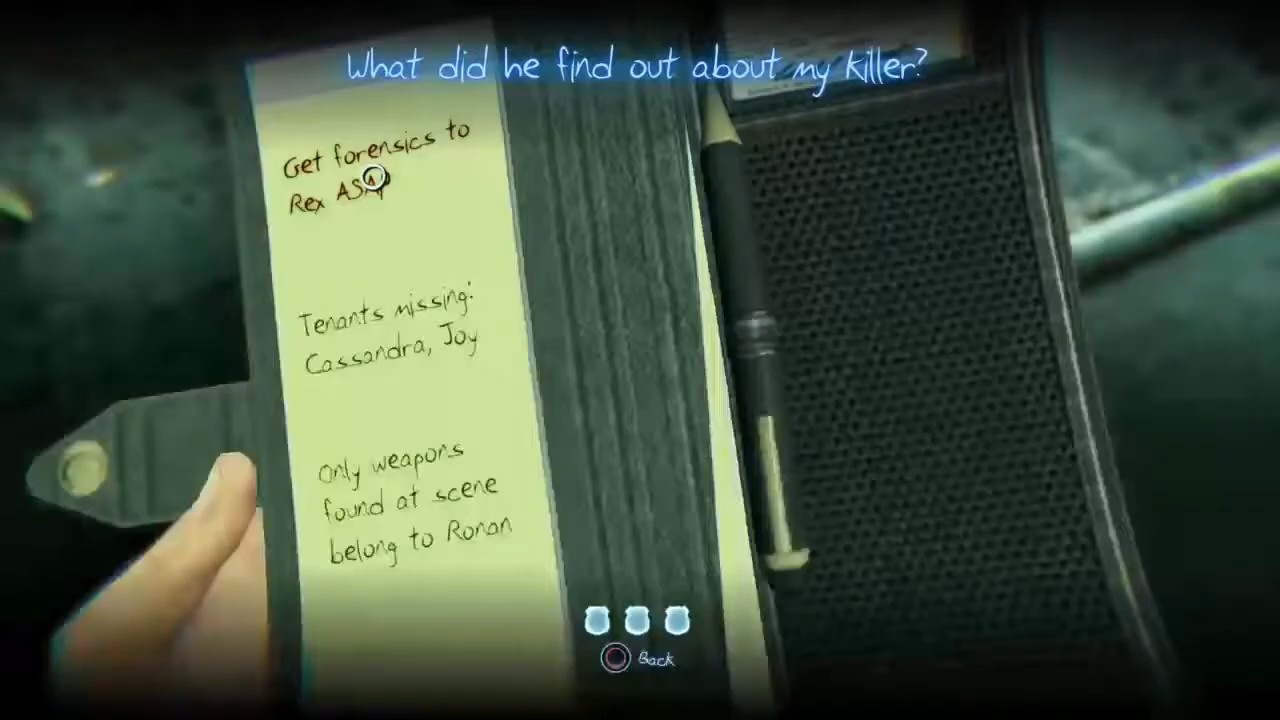 What did he find out about my killer?
Get forensics to
Rex ASAP
Tenants missing:
Cassandra, Joy
Only weapons
found at scene
belong to Ronan
Back